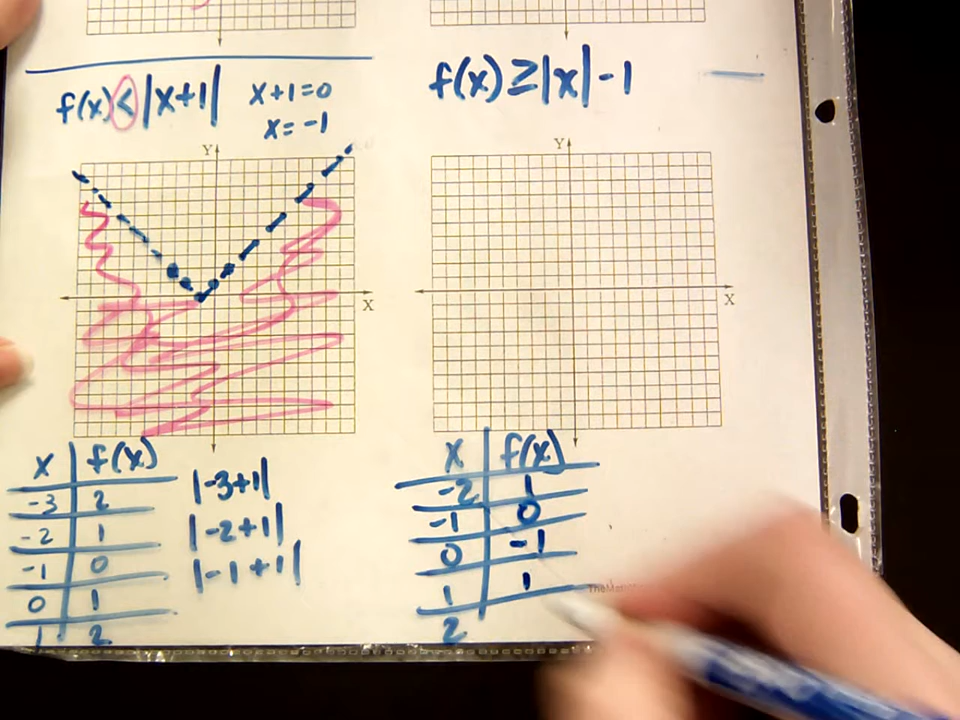 f(x) < |x+1|
x+1=0
x = -1
f(x) ≥ |x| - 1
Y
X
Y
X
x f(x)
-3 2
-2 1
-1 0
0 1
1 2
|-3+1|
|-2+1|
|-1+1|
x f(x)
-2 1
-1 0
0 -1
1 1
2